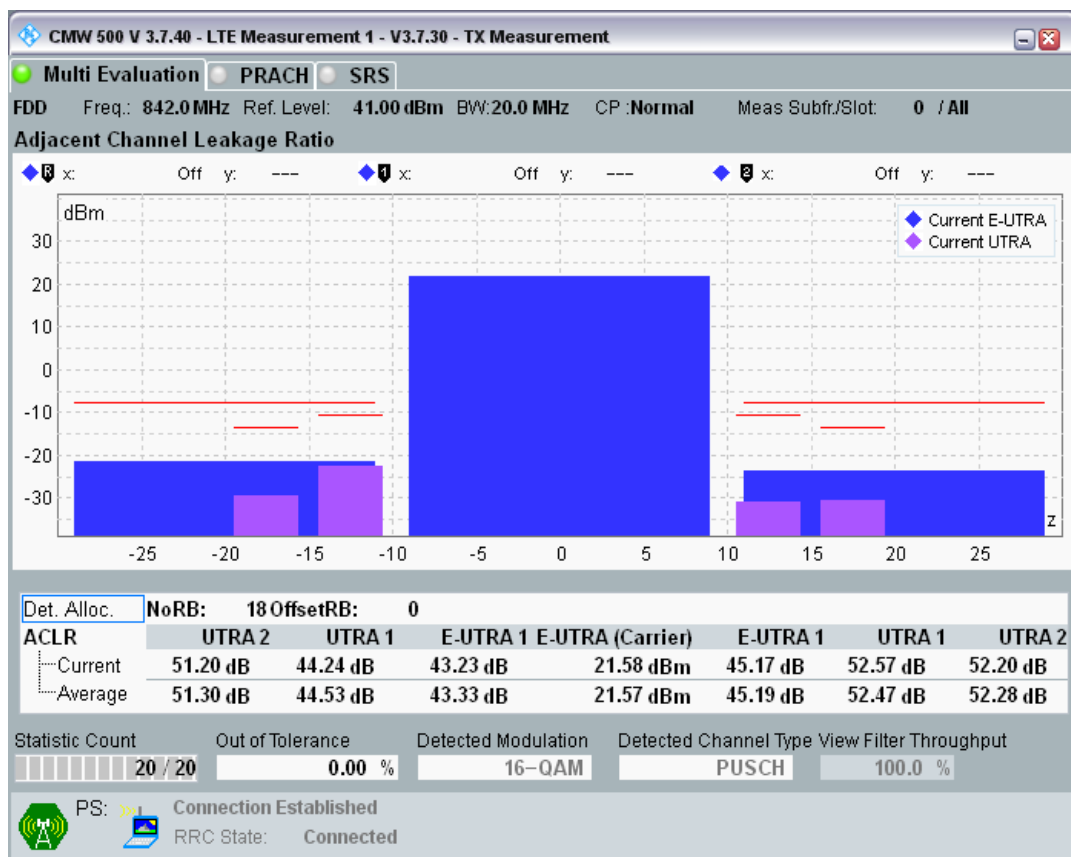 CMW 500 V 3.7.40 - LTE Measurement 1 - V3.7.30 - TX Measurement
Multi Evaluation PRACH SRS
FDD Freq.: 842.0 MHz Ref. Level: 41.00 dBm BW:20.0 MHz CP :Normal Meas Subfr./Slot: 0 / All
Adjacent Channel Leakage Ratio
R x: Off y: --- 1 x: Off y: --- 2 x: Off y: ---
dBm
Current E-UTRA
Current UTRA
30
20
10
0
-10
-20
-30
z
-25 -20 -15 -10 -5 0 5 10 15 20 25
Det. Alloc. NoRB: 18 OffsetRB: 0
ACLR UTRA 2 UTRA 1 E-UTRA 1 E-UTRA (Carrier) E-UTRA 1 UTRA 1 UTRA 2
Current 51.20 dB 44.24 dB 43.23 dB 21.58 dBm 45.17 dB 52.57 dB 52.20 dB
Average 51.30 dB 44.53 dB 43.33 dB 21.57 dBm 45.19 dB 52.47 dB 52.28 dB
Statistic Count Out of Tolerance Detected Modulation Detected Channel Type View Filter Throughput
20 / 20 0.00 % 16-QAM PUSCH 100.0 %
PS: Connection Established
RRC State: Connected